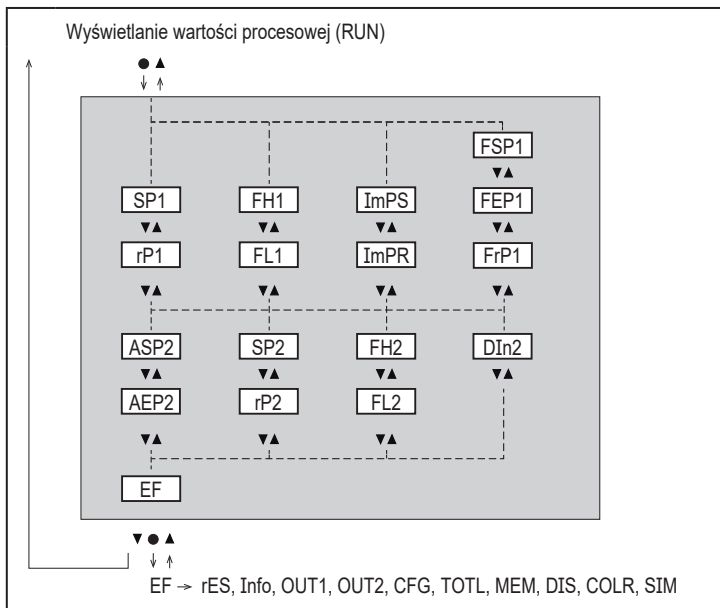 Wyświetlanie wartości procesowej (RUN)
FSP1
SP1 FH1 ImPS FEP1
rP1 FL1 ImPR FrP1
ASP2 SP2 FH2 DIn2
AEP2 rP2 FL2
EF
EF → rES, Info, OUT1, OUT2, CFG, TOTL, MEM, DIS, COLR, SIM